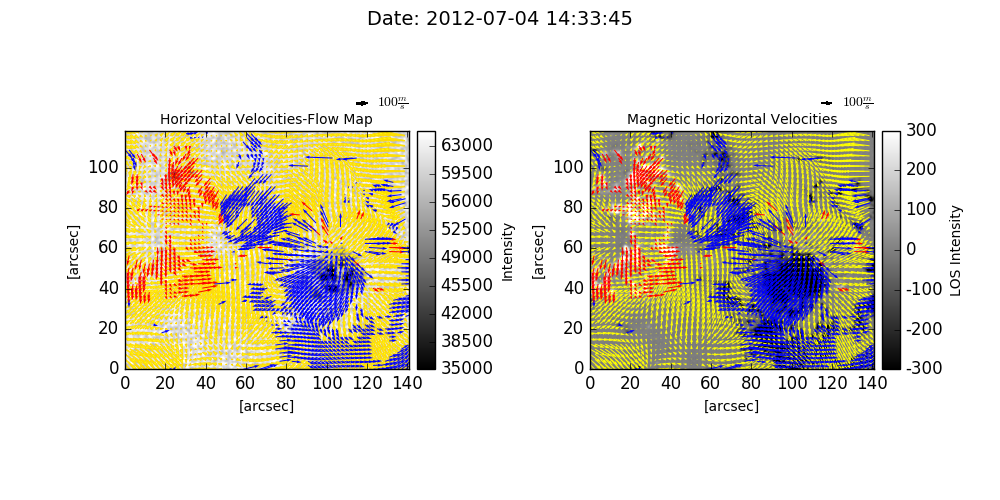 Date: 2012-07-04 14:33:45
100 m/s
Horizontal Velocities-Flow Map
[arcsec]
100
80
60
40
20
0
0 20 40 60 80 100 120 140
[arcsec]
63000
59500
56000
52500
49000
45500
42000
38500
35000
Intensity
100 m/s
Magnetic Horizontal Velocities
[arcsec]
100
80
60
40
20
0
0 20 40 60 80 100 120 140
[arcsec]
300
200
100
0
-100
-200
-300
LOS Intensity